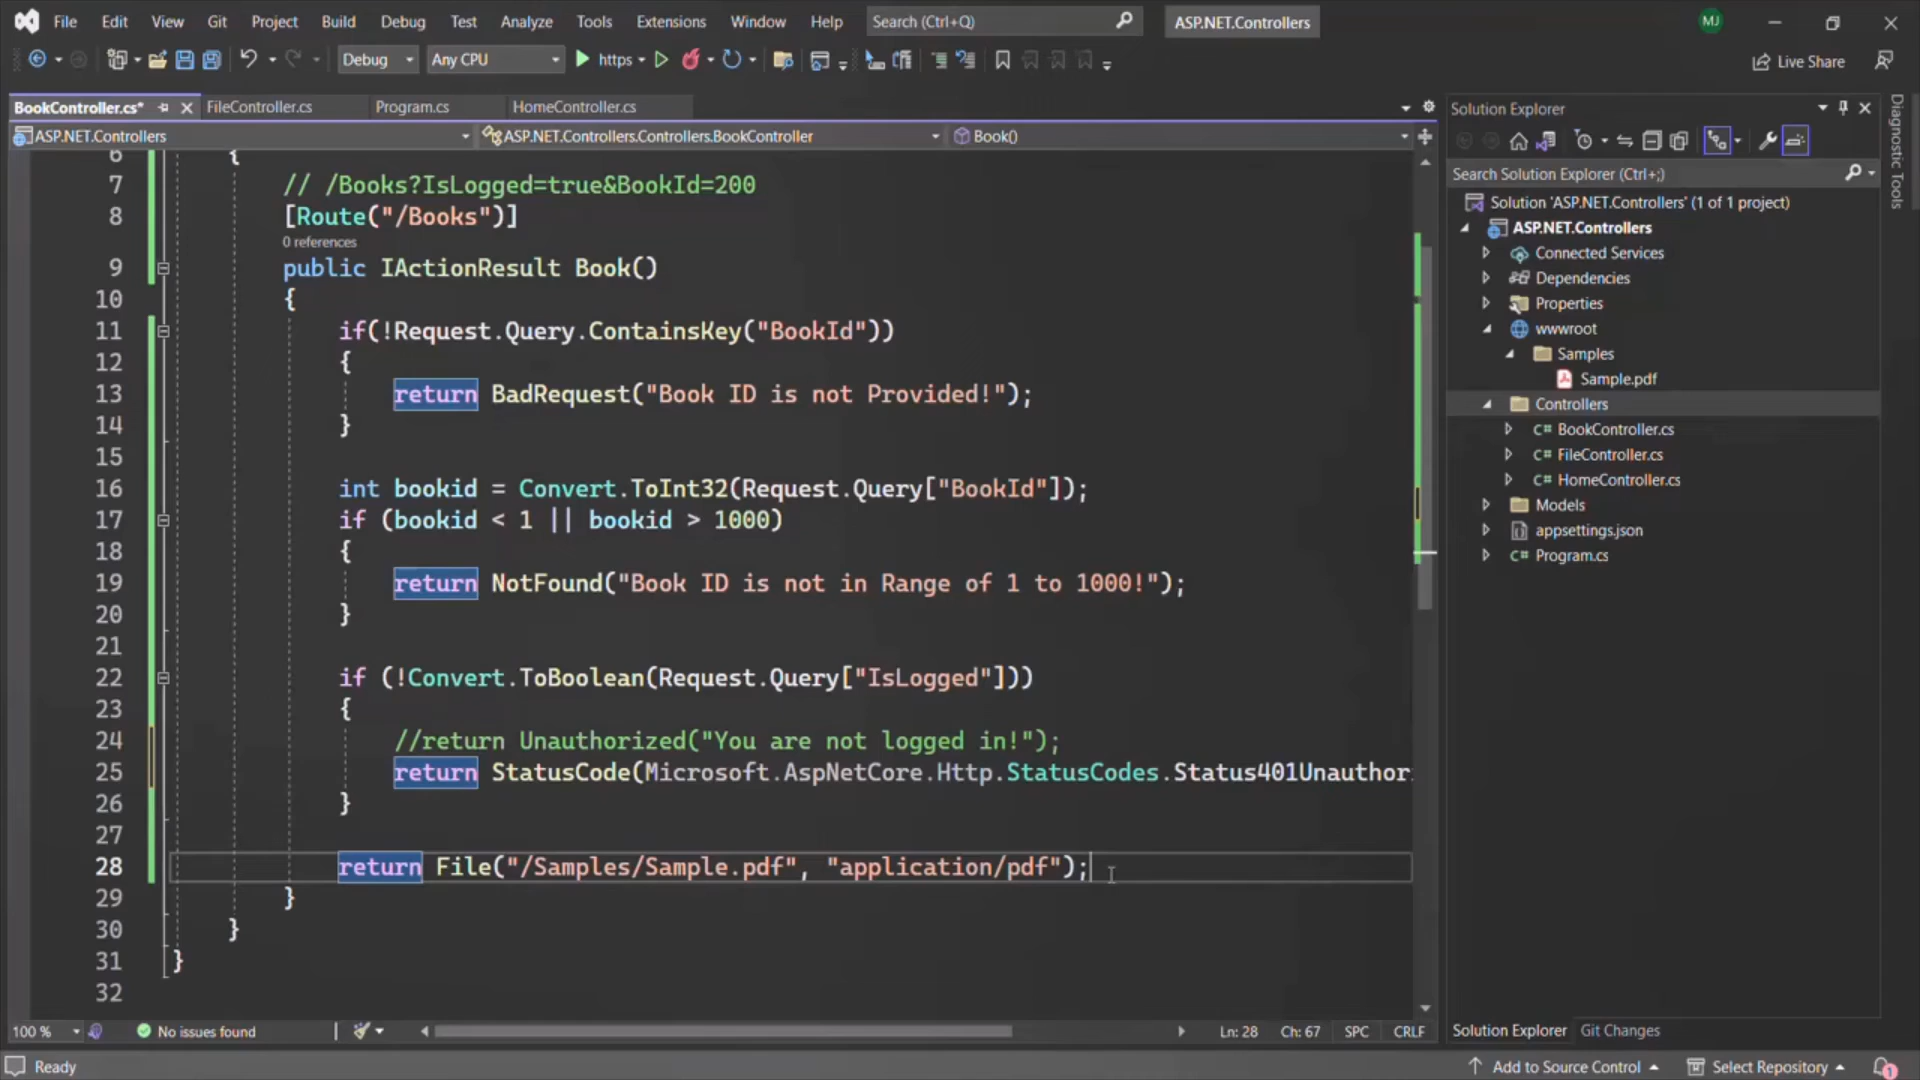 File Edit View Git Project Build Debug Test Analyze Tools Extensions Window Help Search (Ctrl+Q) ASP.NET.Controllers MJ
Debug Any CPU https Live Share
BookController.cs* FileController.cs Program.cs HomeController.cs
ASP.NET.Controllers ASP.NET.Controllers.Controllers.BookController Book()
6 {
7 // /Books?IsLogged=true&BookId=200
8 [Route("/Books")]
0 references
9 public IActionResult Book()
10 {
11 if(!Request.Query.ContainsKey("BookId"))
12 {
13 return BadRequest("Book ID is not Provided!");
14 }
15
16 int bookid = Convert.ToInt32(Request.Query["BookId"]);
17 if (bookid < 1 || bookid > 1000)
18 {
19 return NotFound("Book ID is not in Range of 1 to 1000!");
20 }
21
22 if (!Convert.ToBoolean(Request.Query["IsLogged"]))
23 {
24 //return Unauthorized("You are not logged in!");
25 return StatusCode(Microsoft.AspNetCore.Http.StatusCodes.Status401Unauthor
26 }
27
28 return File("/Samples/Sample.pdf", "application/pdf");
29 }
30 }
31 }
32
100 % No issues found Ln: 28 Ch: 67 SPC CRLF
Solution Explorer
Search Solution Explorer (Ctrl+;)
Solution 'ASP.NET.Controllers' (1 of 1 project)
ASP.NET.Controllers
Connected Services
Dependencies
Properties
wwwroot
Samples
Sample.pdf
Controllers
C# BookController.cs
C# FileController.cs
C# HomeController.cs
Models
appsettings.json
C# Program.cs
Solution Explorer Git Changes
Diagnostic Tools
Ready Add to Source Control Select Repository 1